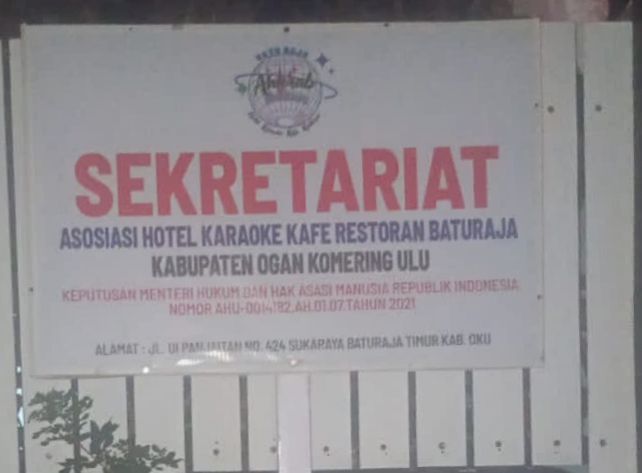 SEKRETARIAT
ASOSIASI HOTEL KARAOKE KAFE RESTORAN BATURAJA
KABUPATEN OGAN KOMERING ULU
KEPUTUSAN MENTERI HUKUM DAN HAK ASASI MANUSIA REPUBLIK INDONESIA
NOMOR AHU-0014182.AH.01.07.TAHUN 2021
ALAMAT : JL. DI PANJAITAN NO. 424 SUKARAYA BATURAJA TIMUR KAB. OKU